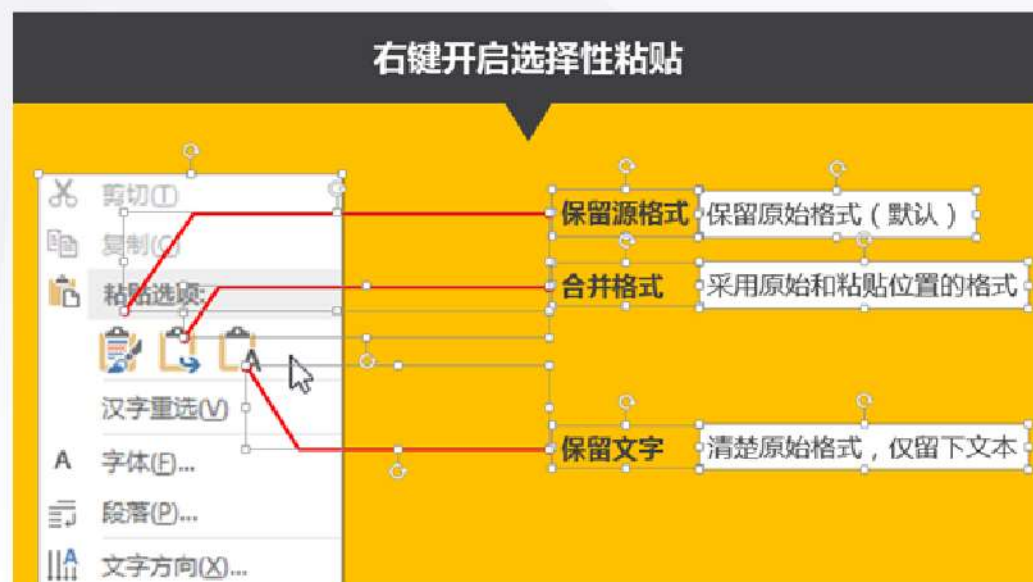 右键开启选择性粘贴
剪切(T)
复制(C)
粘贴选项:
汉字重选(V)
A 字体(F)...
段落(P)...
文字方向(X)...
保留源格式 保留原始格式（默认）
合并格式 采用原始和粘贴位置的格式
保留文字 清楚原始格式，仅留下文本